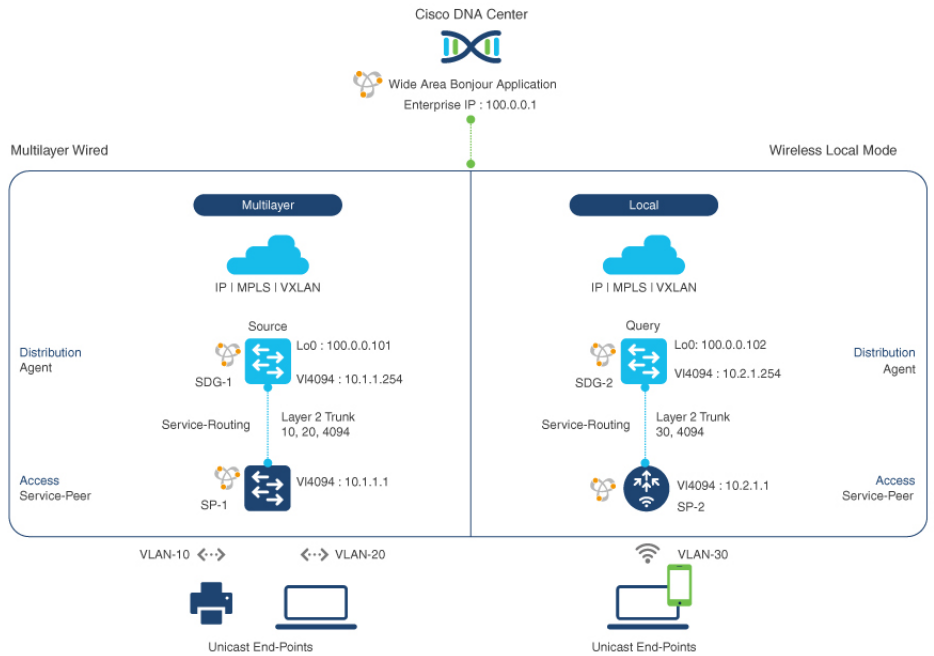 Cisco DNA Center
Wide Area Bonjour Application
Enterprise IP : 100.0.0.1
Multilayer Wired
Wireless Local Mode
Multilayer
IP | MPLS | VXLAN
Source
Lo0 : 100.0.0.101
Distribution
Agent
SDG-1
Vl4094 : 10.1.1.254
Service-Routing
Layer 2 Trunk
10, 20, 4094
Access
Service-Peer
SP-1
Vl4094 : 10.1.1.1
Local
IP | MPLS | VXLAN
Query
Lo0: 100.0.0.102
SDG-2
Vl4094 : 10.2.1.254
Distribution
Agent
Service-Routing
Layer 2 Trunk
30, 4094
Vl4094 : 10.2.1.1
SP-2
Access
Service-Peer
VLAN-10
VLAN-20
Unicast End-Points
VLAN-30
Unicast End-Points